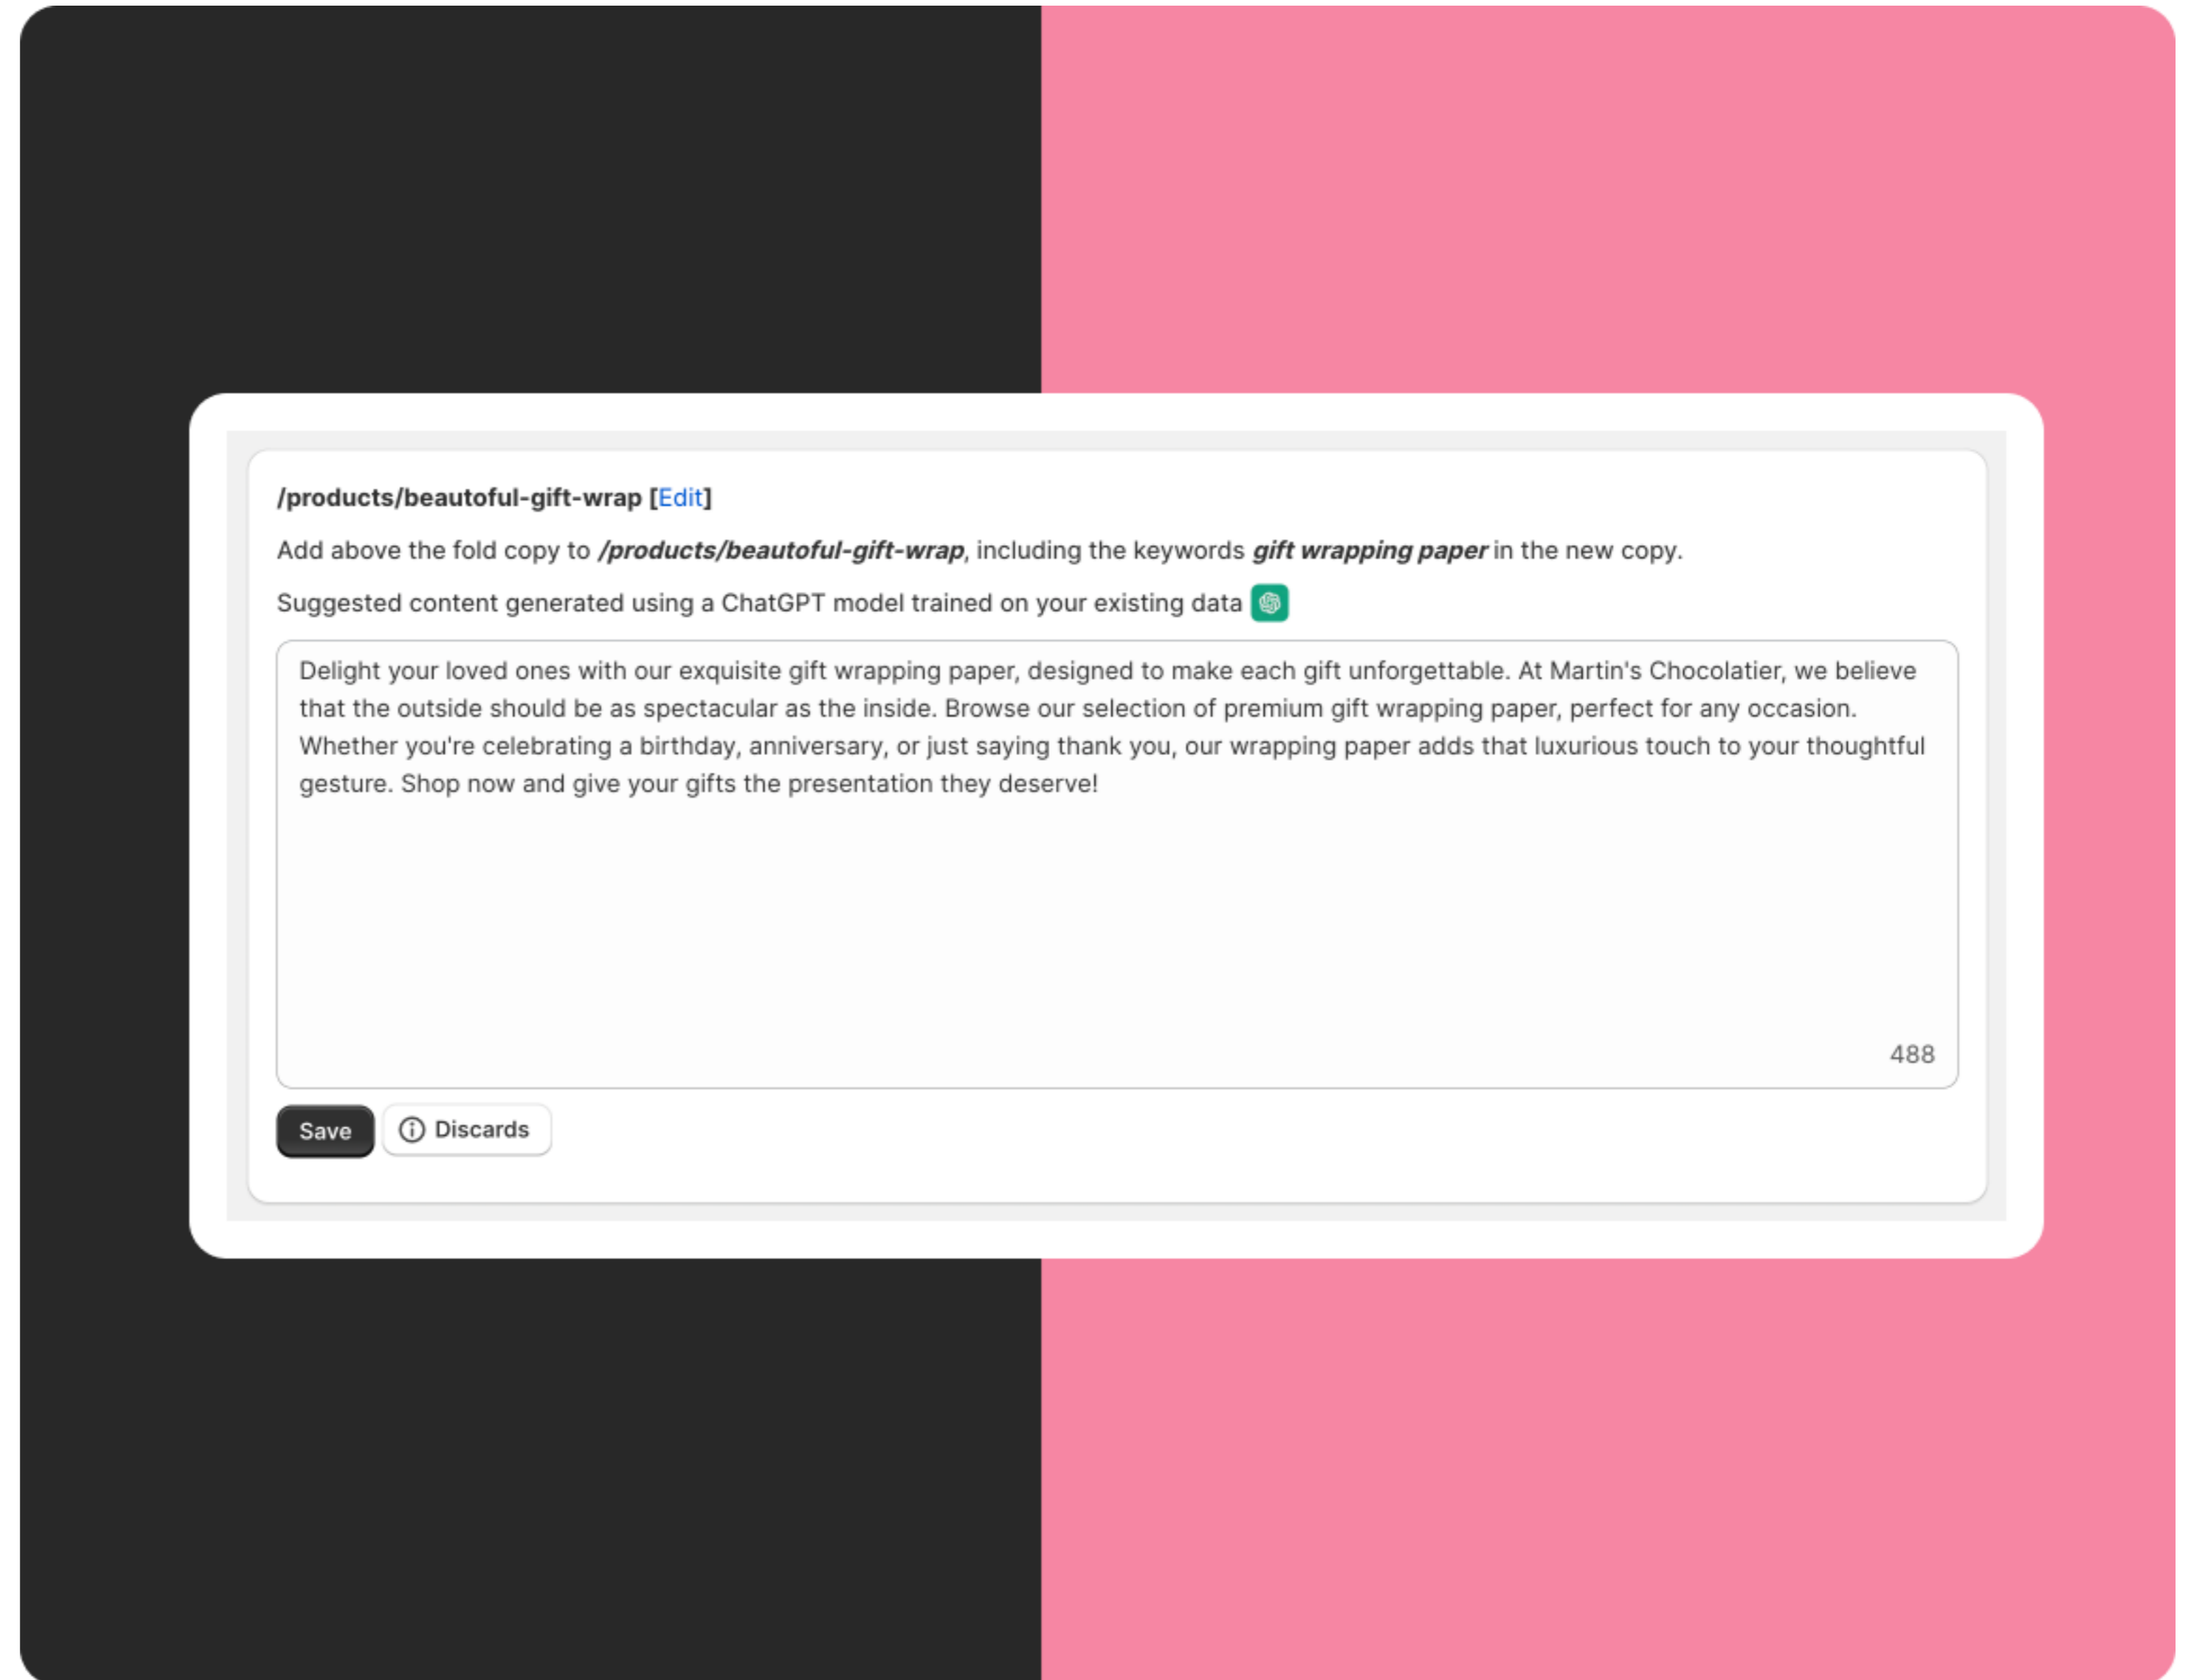 /products/beautoful-gift-wrap [Edit]
Add above the fold copy to /products/beautoful-gift-wrap, including the keywords gift wrapping paper in the new copy.
Suggested content generated using a ChatGPT model trained on your existing data
Delight your loved ones with our exquisite gift wrapping paper, designed to make each gift unforgettable. At Martin's Chocolatier, we believe
that the outside should be as spectacular as the inside. Browse our selection of premium gift wrapping paper, perfect for any occasion.
Whether you're celebrating a birthday, anniversary, or just saying thank you, our wrapping paper adds that luxurious touch to your thoughtful
gesture. Shop now and give your gifts the presentation they deserve!
488
Save Discards